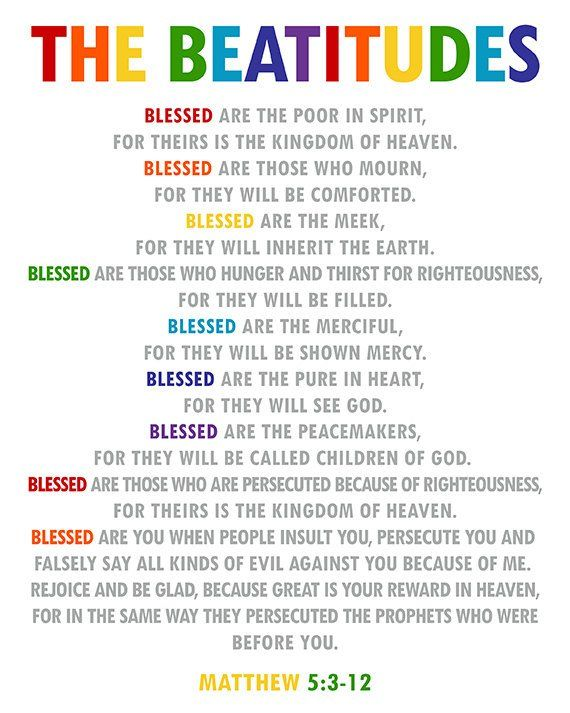 THE BEATITUDES
BLESSED ARE THE POOR IN SPIRIT,
FOR THEIRS IS THE KINGDOM OF HEAVEN.
BLESSED ARE THOSE WHO MOURN,
FOR THEY WILL BE COMFORTED.
BLESSED ARE THE MEEK,
FOR THEY WILL INHERIT THE EARTH.
BLESSED ARE THOSE WHO HUNGER AND THIRST FOR RIGHTEOUSNESS,
FOR THEY WILL BE FILLED.
BLESSED ARE THE MERCIFUL,
FOR THEY WILL BE SHOWN MERCY.
BLESSED ARE THE PURE IN HEART,
FOR THEY WILL SEE GOD.
BLESSED ARE THE PEACEMAKERS,
FOR THEY WILL BE CALLED CHILDREN OF GOD.
BLESSED ARE THOSE WHO ARE PERSECUTED BECAUSE OF RIGHTEOUSNESS,
FOR THEIRS IS THE KINGDOM OF HEAVEN.
BLESSED ARE YOU WHEN PEOPLE INSULT YOU, PERSECUTE YOU AND
FALSELY SAY ALL KINDS OF EVIL AGAINST YOU BECAUSE OF ME.
REJOICE AND BE GLAD, BECAUSE GREAT IS YOUR REWARD IN HEAVEN,
FOR IN THE SAME WAY THEY PERSECUTED THE PROPHETS WHO WERE
BEFORE YOU.
MATTHEW 5:3-12